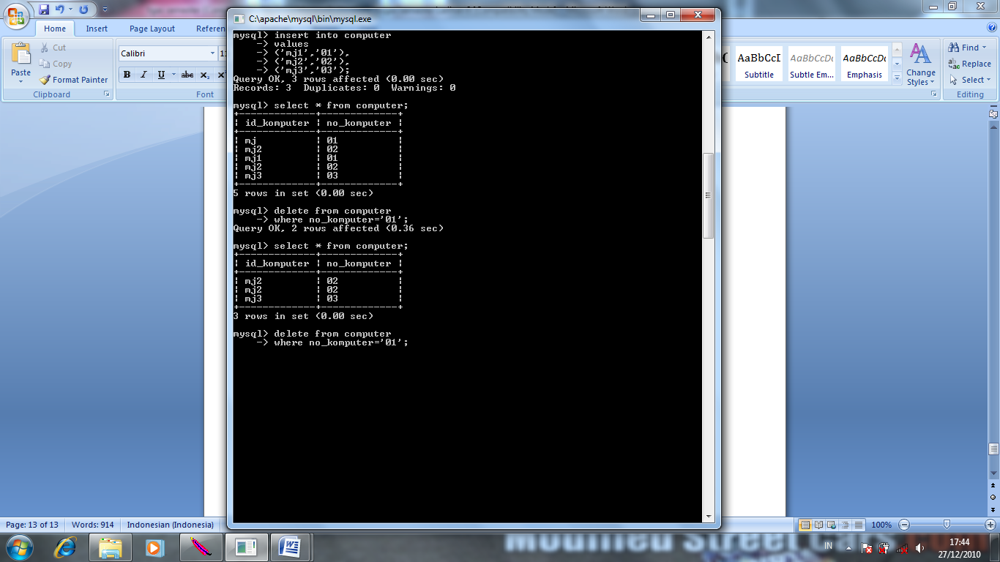 C:\apache\mysql\bin\mysql.exe
Home Insert Page Layout
Cut
Copy
Format Painter
Paste
Clipboard
Calibri
B I U abc x₂
Font
AaBbCcI AaBbCcDc AaBbCcDc
Subtitle Subtle Em... Emphasis
Change Styles
Find
Replace
Select
Editing
mysql> insert into computer
-> values
-> ('mj1','01'),
-> ('mj2','02'),
-> ('mj3','03');
Query OK, 3 rows affected (0.00 sec)
Records: 3 Duplicates: 0 Warnings: 0
mysql> select * from computer;
+--------------+--------------+
| id_komputer | no_komputer |
+--------------+--------------+
| mj | 01 |
| mj2 | 02 |
| mj1 | 01 |
| mj2 | 02 |
| mj3 | 03 |
+--------------+--------------+
5 rows in set (0.00 sec)
mysql> delete from computer
-> where no_komputer='01';
Query OK, 2 rows affected (0.36 sec)
mysql> select * from computer;
+--------------+--------------+
| id_komputer | no_komputer |
+--------------+--------------+
| mj2 | 02 |
| mj2 | 02 |
| mj3 | 03 |
+--------------+--------------+
3 rows in set (0.00 sec)
mysql> delete from computer
-> where no_komputer='01';
Page: 13 of 13 Words: 914 Indonesian (Indonesia) 100%
Modified Street Cars
IN 17:44
27/12/2010